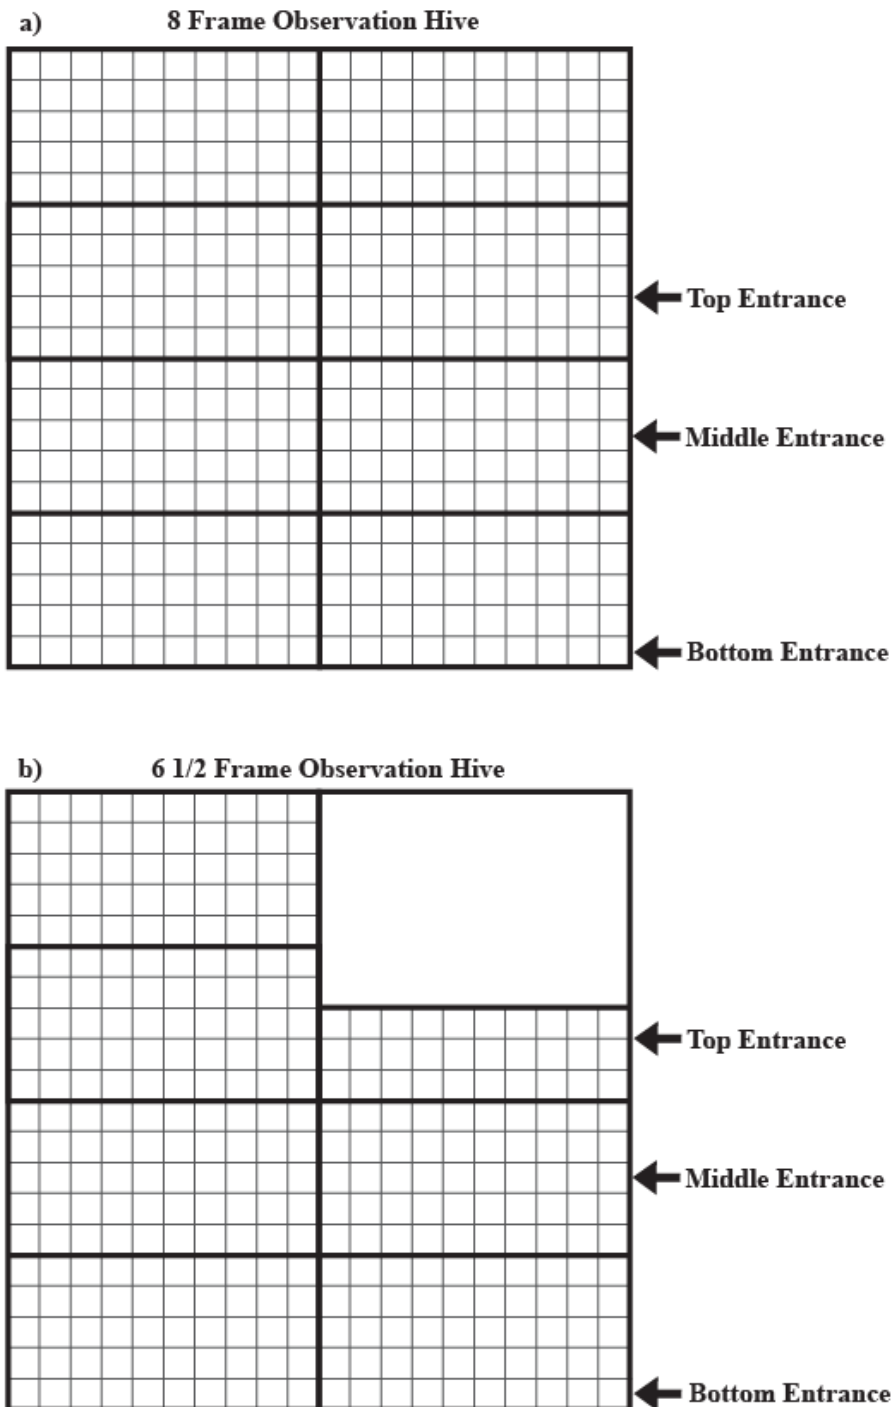 a) 8 Frame Observation Hive
Top Entrance
Middle Entrance
Bottom Entrance
b) 6 1/2 Frame Observation Hive
Top Entrance
Middle Entrance
Bottom Entrance